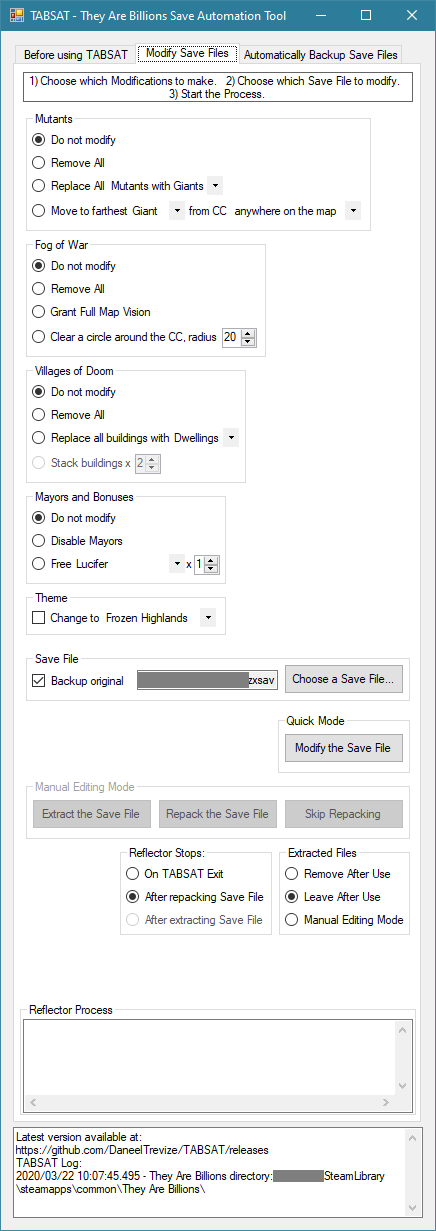 TABSAT - They Are Billions Save Automation Tool
Before using TABSAT Modify Save Files Automatically Backup Save Files
1) Choose which Modifications to make. 2) Choose which Save File to modify.
3) Start the Process.
Mutants
Do not modify
Remove All
Replace All Mutants with Giants
Move to farthest Giant from CC anywhere on the map
Fog of War
Do not modify
Remove All
Grant Full Map Vision
Clear a circle around the CC, radius 20
Villages of Doom
Do not modify
Remove All
Replace all buildings with Dwellings
Stack buildings x 2
Mayors and Bonuses
Do not modify
Disable Mayors
Free Lucifer x 1
Theme
Change to Frozen Highlands
Save File
Backup original zxsav Choose a Save File...
Quick Mode
Modify the Save File
Manual Editing Mode
Extract the Save File Repack the Save File Skip Repacking
Reflector Stops: Extracted Files
On TABSAT Exit Remove After Use
After repacking Save File Leave After Use
After extracting Save File Manual Editing Mode
Reflector Process
Latest version available at:
https://github.com/DaneelTrevize/TABSAT/releases
TABSAT Log:
2020/03/22 10:07:45.495 - They Are Billions directory: SteamLibrary
\steamapps\common\They Are Billions\